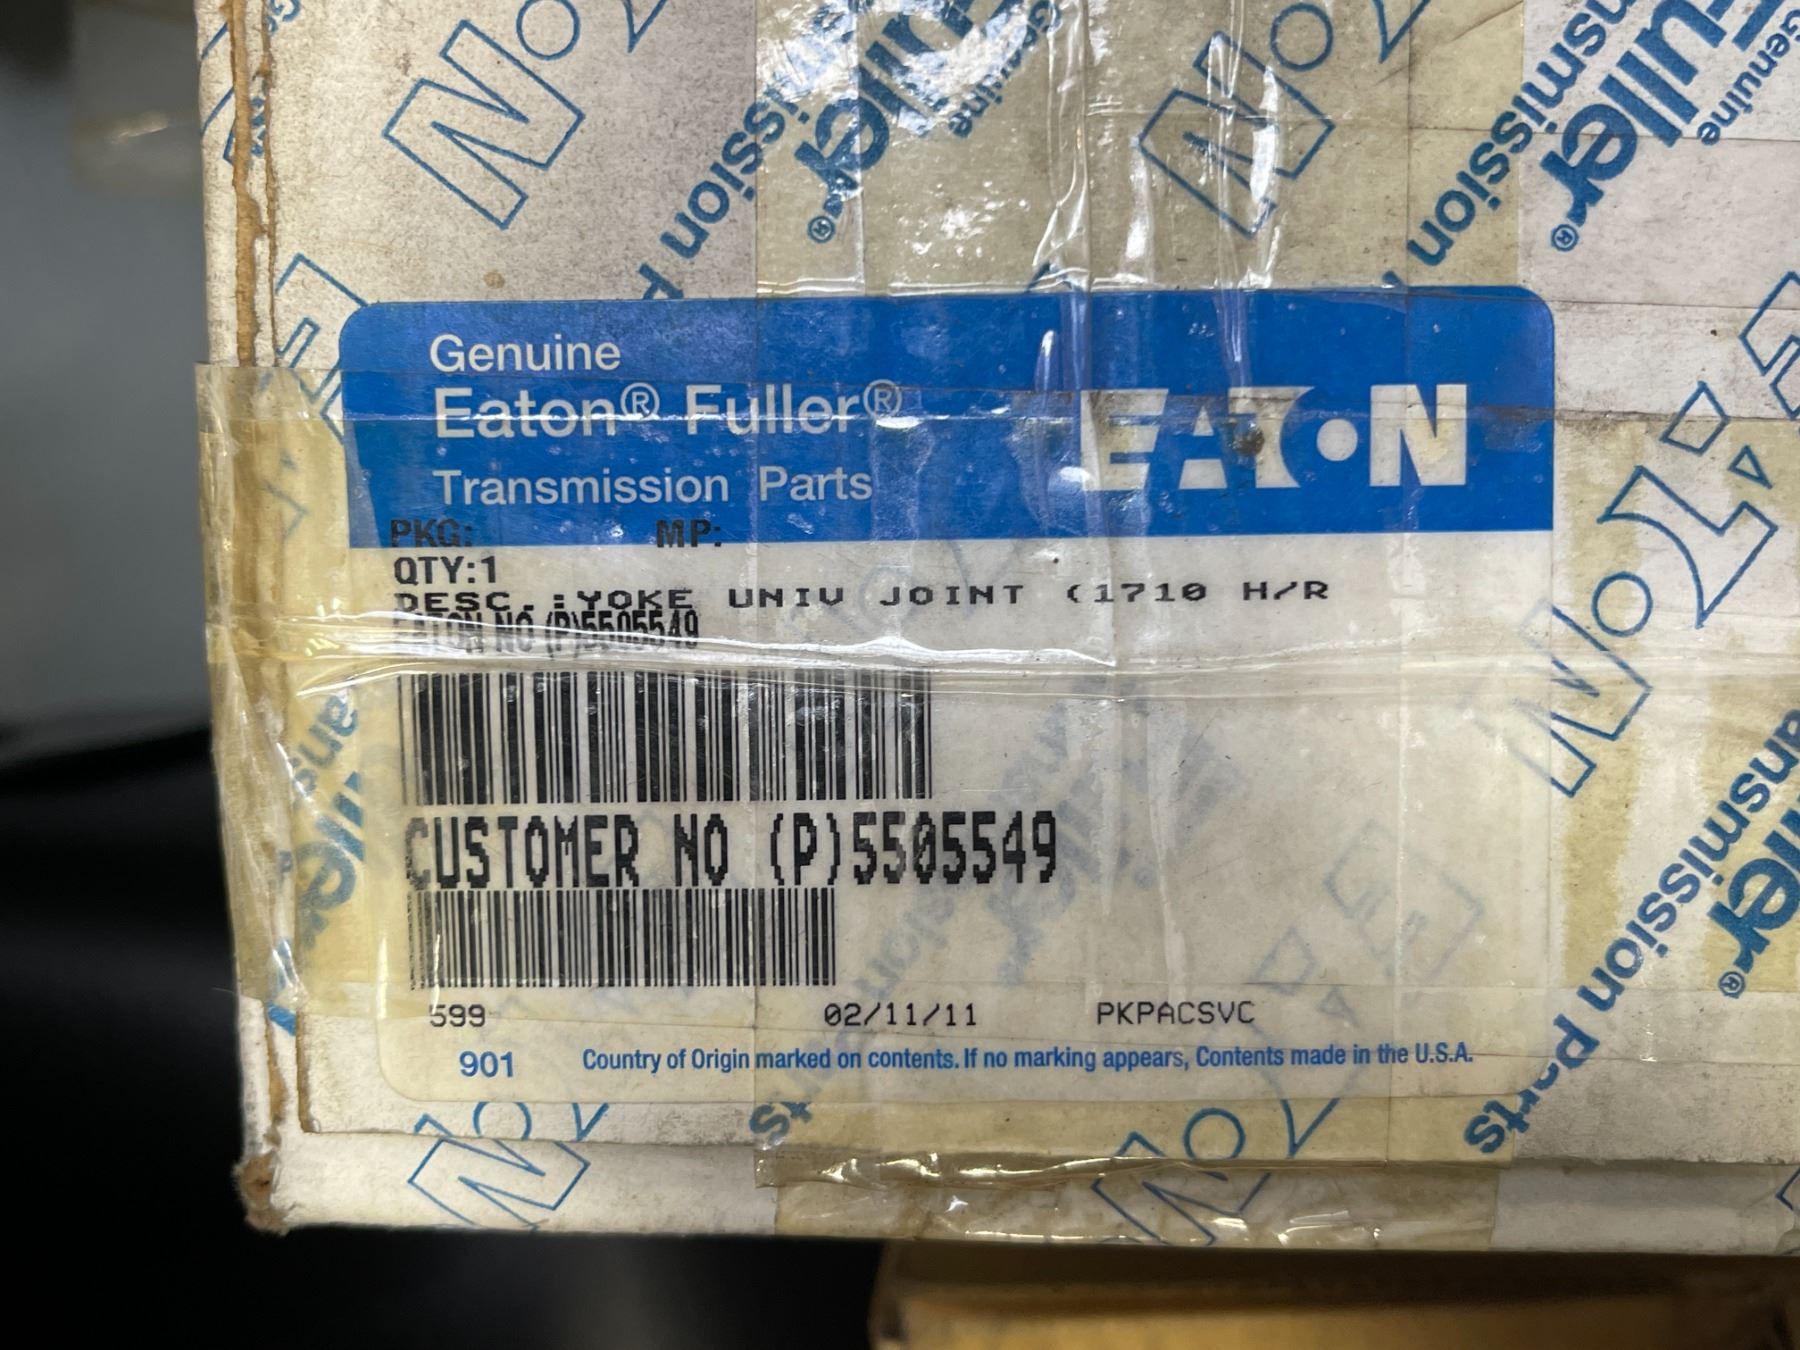 Genuine
Eaton® Fuller®
Transmission Parts
EATON
PKG: MP:
QTY:1
DESC.:YOKE UNIV JOINT (1710 H/R
EATON NO (P)5505549
CUSTOMER NO (P)5505549
599 02/11/11 PKPACSVC
901 Country of Origin marked on contents. If no marking appears, Contents made in the U.S.A.